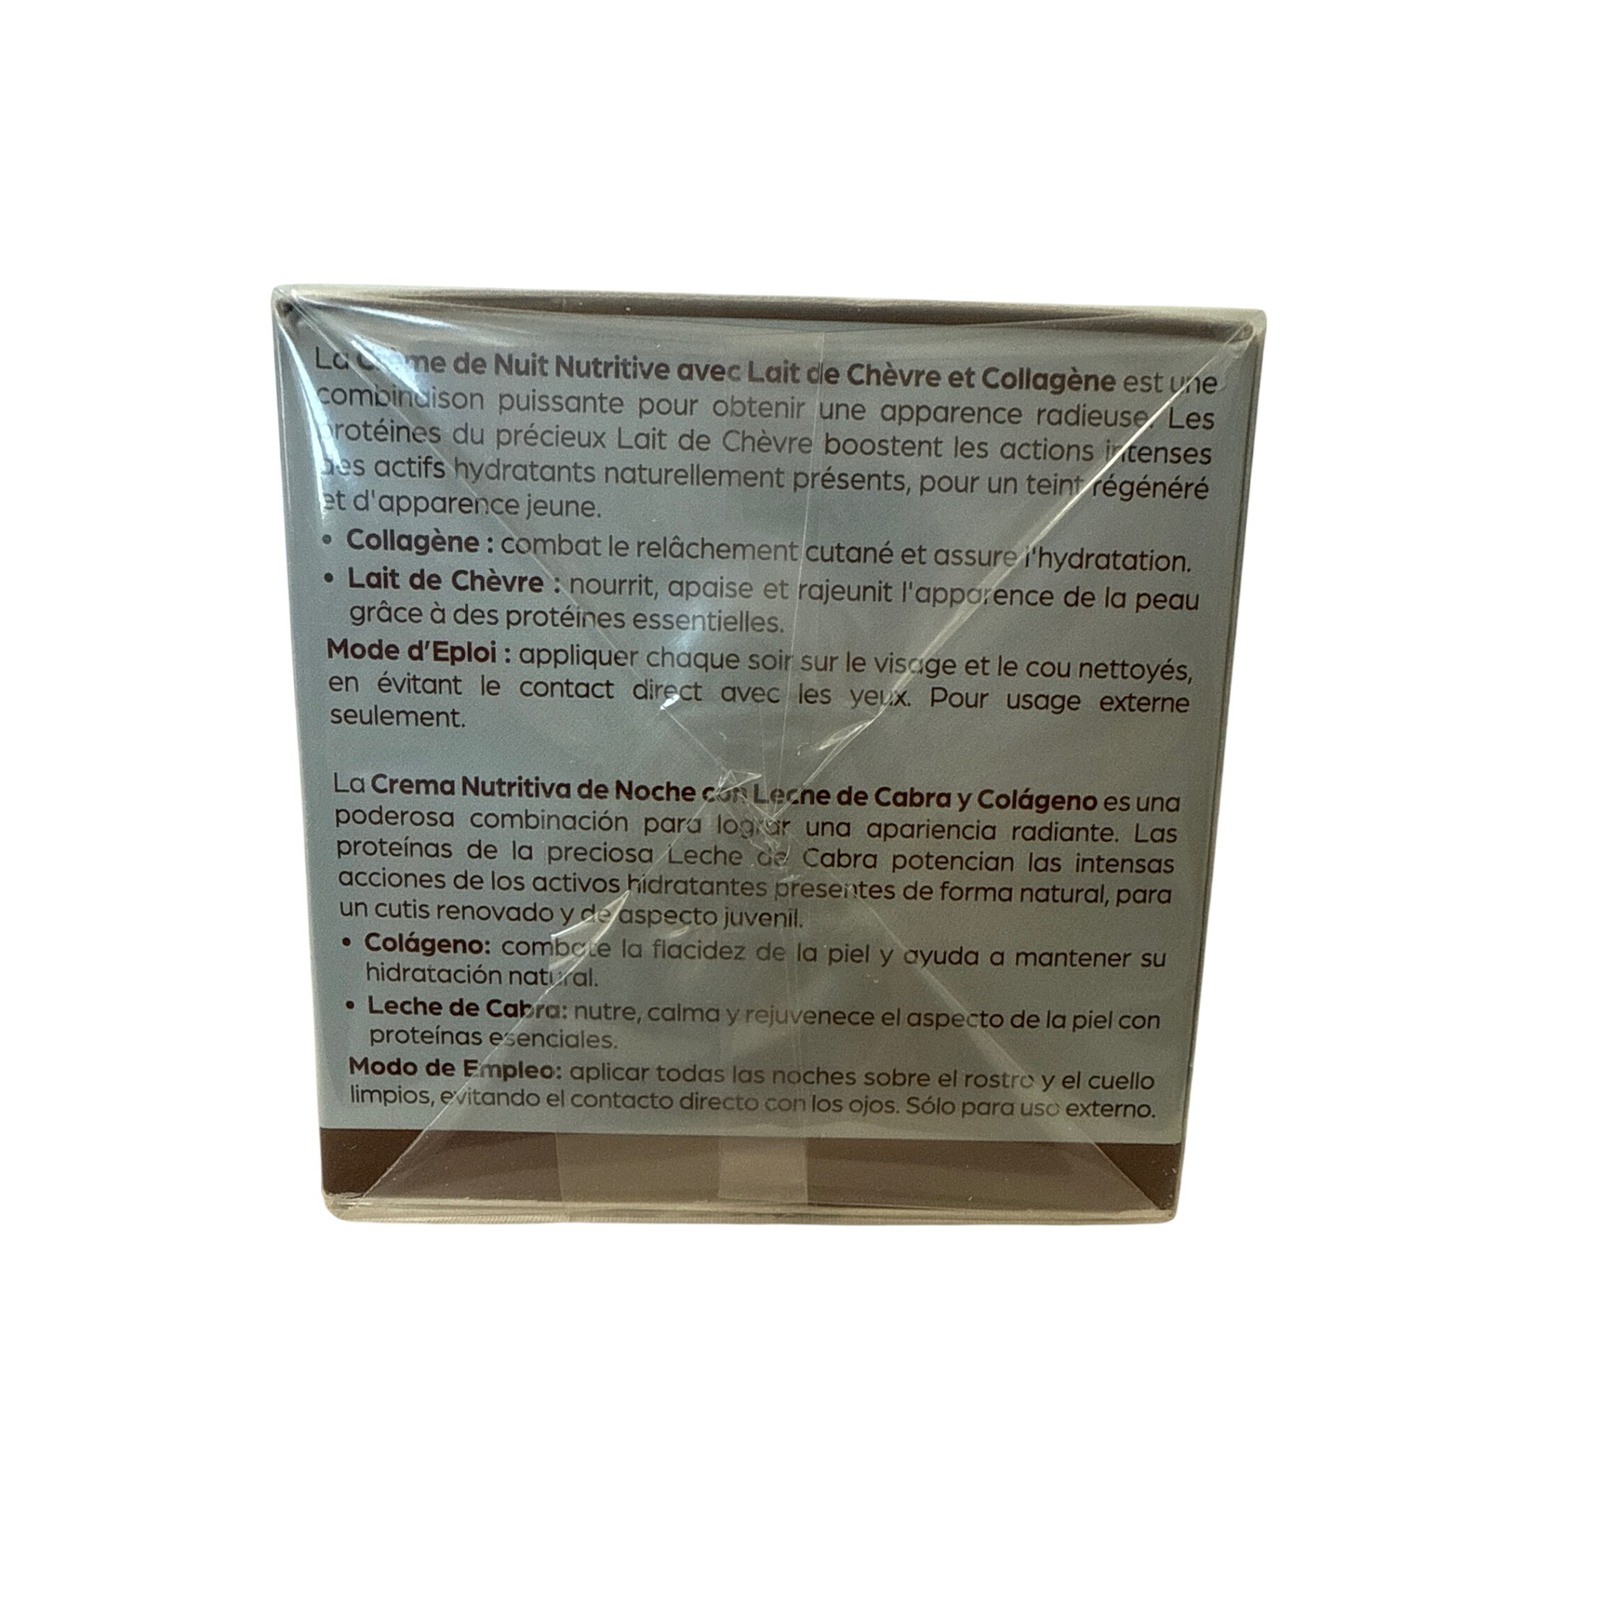 La Crème de Nuit Nutritive avec Lait de Chèvre et Collagène est une
combinaison puissante pour obtenir une apparence radieuse. Les
protéines du précieux Lait de Chèvre boostent les actions intenses
des actifs hydratants naturellement présents, pour un teint régénéré
et d'apparence jeune.
• Collagène : combat le relâchement cutané et assure l'hydratation.
• Lait de Chèvre : nourrit, apaise et rajeunit l'apparence de la peau
grâce à des protéines essentielles.
Mode d'Eploi : appliquer chaque soir sur le visage et le cou nettoyés,
en évitant le contact direct avec les yeux. Pour usage externe
seulement.
La Crema Nutritiva de Noche con Leche de Cabra y Colágeno es una
poderosa combinación para lograr una apariencia radiante. Las
proteínas de la preciosa Leche de Cabra potencian las intensas
acciones de los activos hidratantes presentes de forma natural, para
un cutis renovado y de aspecto juvenil.
• Colágeno: combate la flacidez de la piel y ayuda a mantener su
hidratación natural.
• Leche de Cabra: nutre, calma y rejuvenece el aspecto de la piel con
proteínas esenciales.
Modo de Empleo: aplicar todas las noches sobre el rostro y el cuello
limpios, evitando el contacto directo con los ojos. Sólo para uso externo.